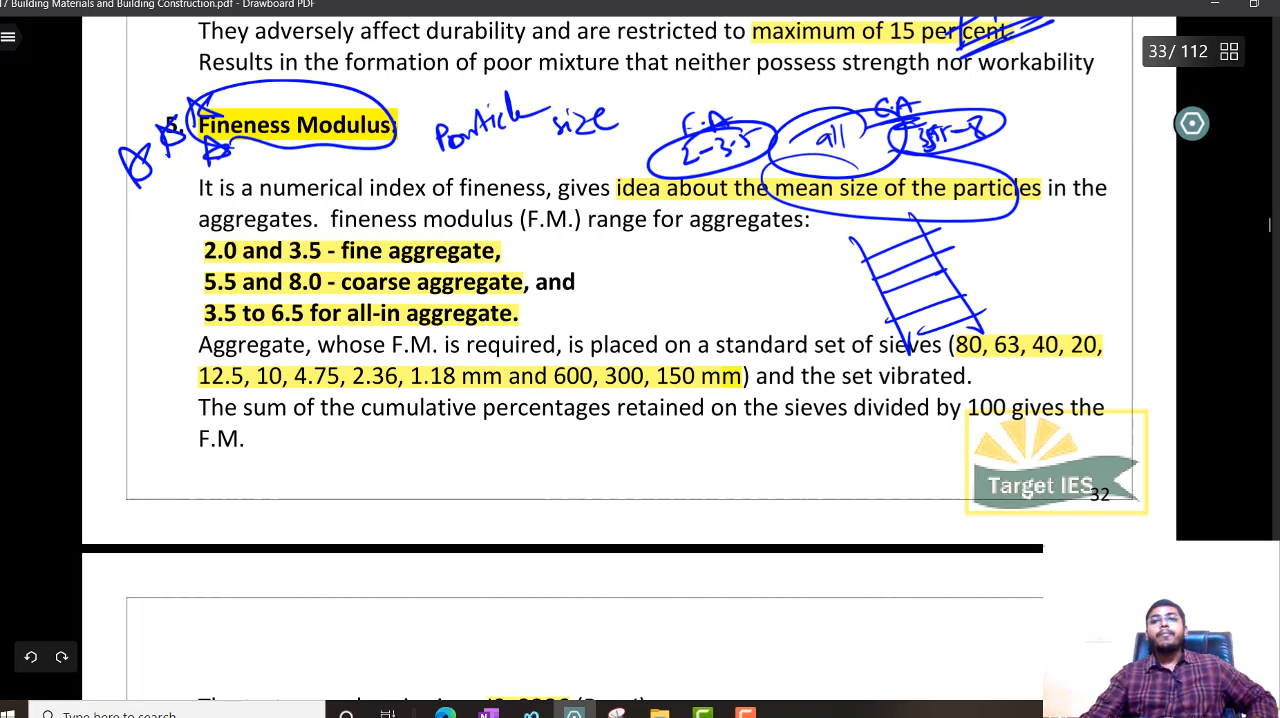 17 Building Materials and Building Construction.pdf - Drawboard PDF
33/ 112
They adversely affect durability and are restricted to maximum of 15 per cent.
Results in the formation of poor mixture that neither possess strength nor workability
5. Fineness Modulus:
Particle size
F.A
2-3.5
all
C.A
It is a numerical index of fineness, gives idea about the mean size of the particles in the
aggregates. fineness modulus (F.M.) range for aggregates:
2.0 and 3.5 - fine aggregate,
5.5 and 8.0 - coarse aggregate, and
3.5 to 6.5 for all-in aggregate.
Aggregate, whose F.M. is required, is placed on a standard set of sieves (80, 63, 40, 20,
12.5, 10, 4.75, 2.36, 1.18 mm and 600, 300, 150 mm) and the set vibrated.
The sum of the cumulative percentages retained on the sieves divided by 100 gives the
F.M.
Target IES
32
Type here to search